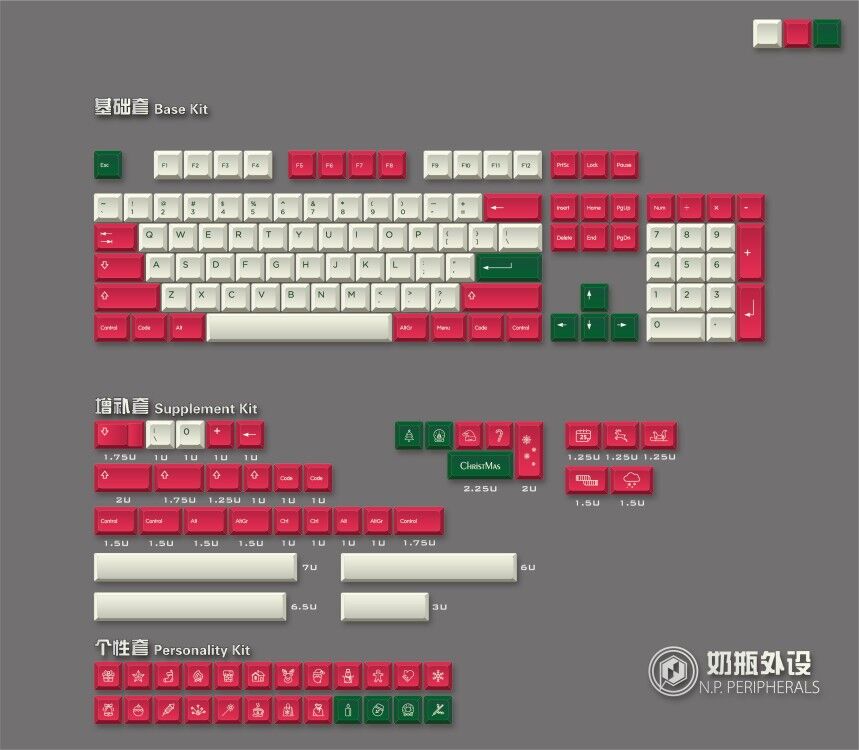 基础套 Base Kit
Esc F1 F2 F3 F4 F5 F6 F7 F8 F9 F10 F11 F12 PrtSc Lock Pause
~ ` ! 1 @ 2 # 3 $ 4 % 5 ^ 6 & 7 * 8 ( 9 ) 0 — - + = ← Insert Home PgUp Num ÷ × -
Q W E R T Y U I O P { [ } ] | \ Delete End PgDn 7 8 9 +
A S D F G H J K L : ; " ' 4 5 6
Z X C V B N M < , > . ? / ↑ 1 2 3
Control Code Alt AltGr Menu Code Control ← ↓ → 0 .
增补套 Supplement Kit
| \ 0 + ←
25
1.75U 1U 1U 1U 1U
1.25U 1.25U 1.25U
ChristMas
Code Code
2.25U 2U
2U 1.75U 1.25U 1U 1U 1U
1.5U 1.5U
Control Control Alt AltGr Ctrl Ctrl Alt AltGr Control
1.5U 1.5U 1.5U 1.5U 1U 1U 1U 1U 1.75U
7U 6U
6.5U 3U
个性套 Personality Kit
奶瓶外设
N.P. PERIPHERALS